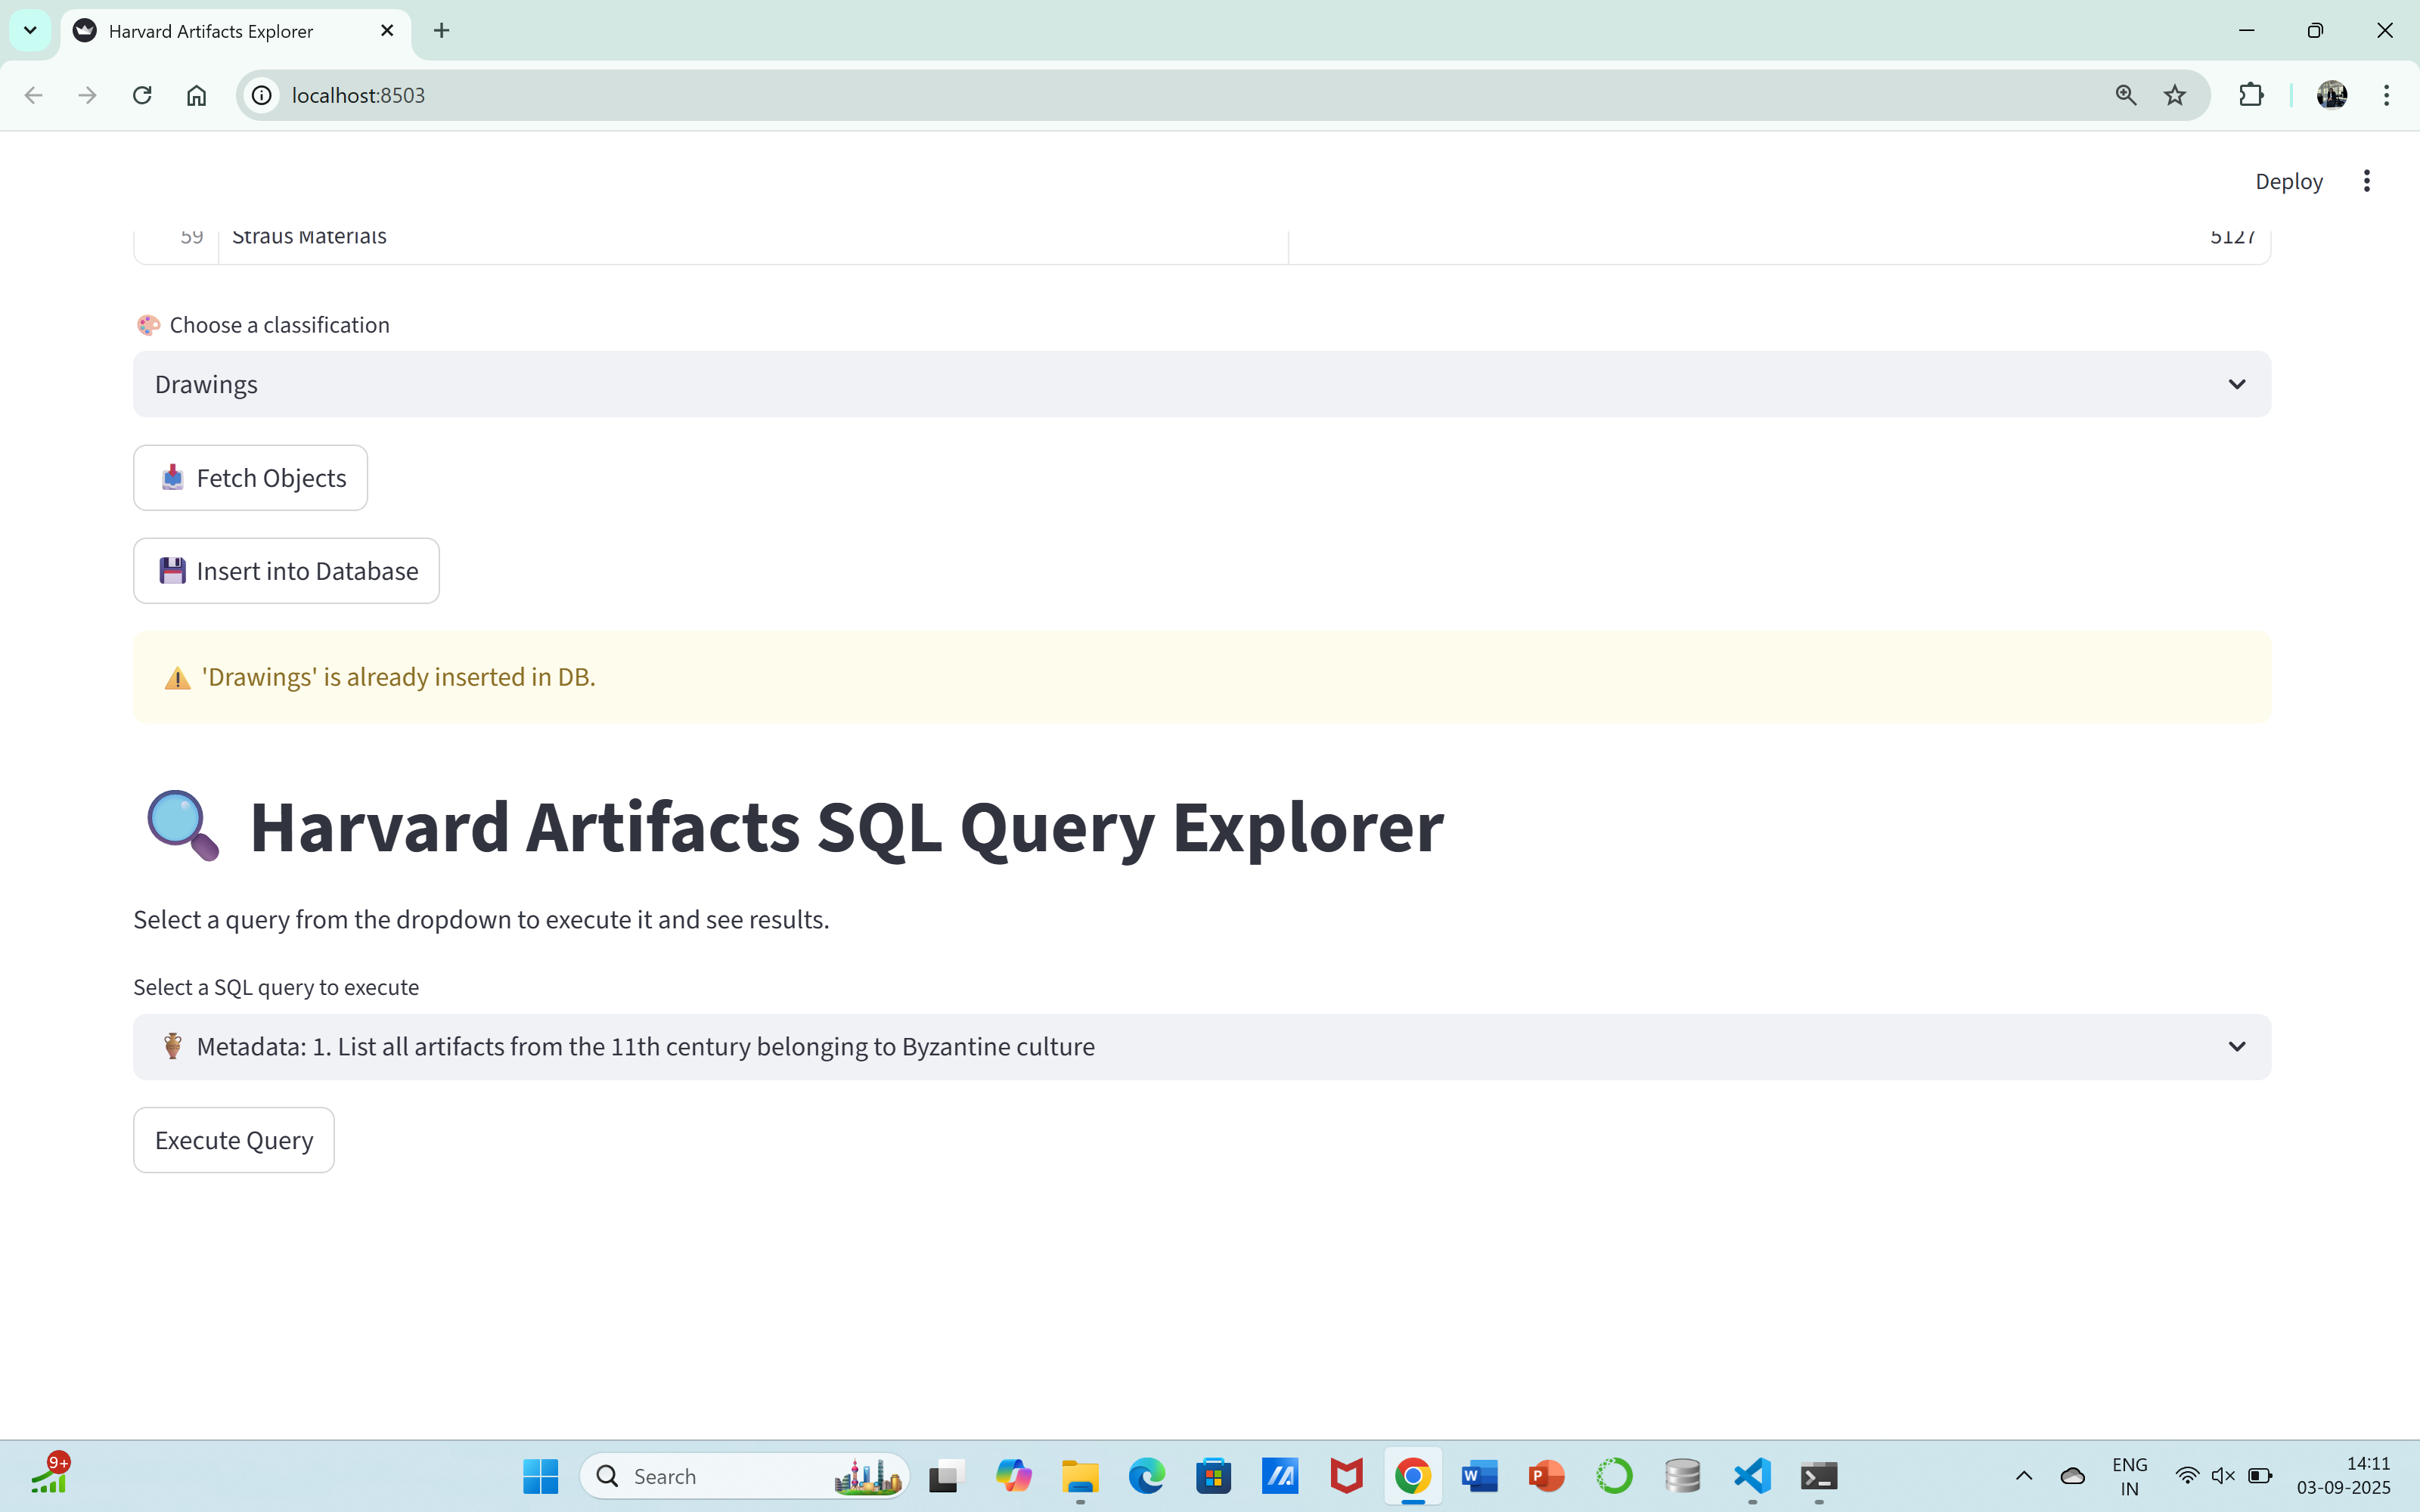 Harvard Artifacts Explorer
localhost:8503
Deploy
59 Straus Materials 5127
Choose a classification
Drawings
Fetch Objects
Insert into Database
'Drawings' is already inserted in DB.
Harvard Artifacts SQL Query Explorer
Select a query from the dropdown to execute it and see results.
Select a SQL query to execute
Metadata: 1. List all artifacts from the 11th century belonging to Byzantine culture
Execute Query
9+
Search
W
P
ENG
IN
14:11
03-09-2025